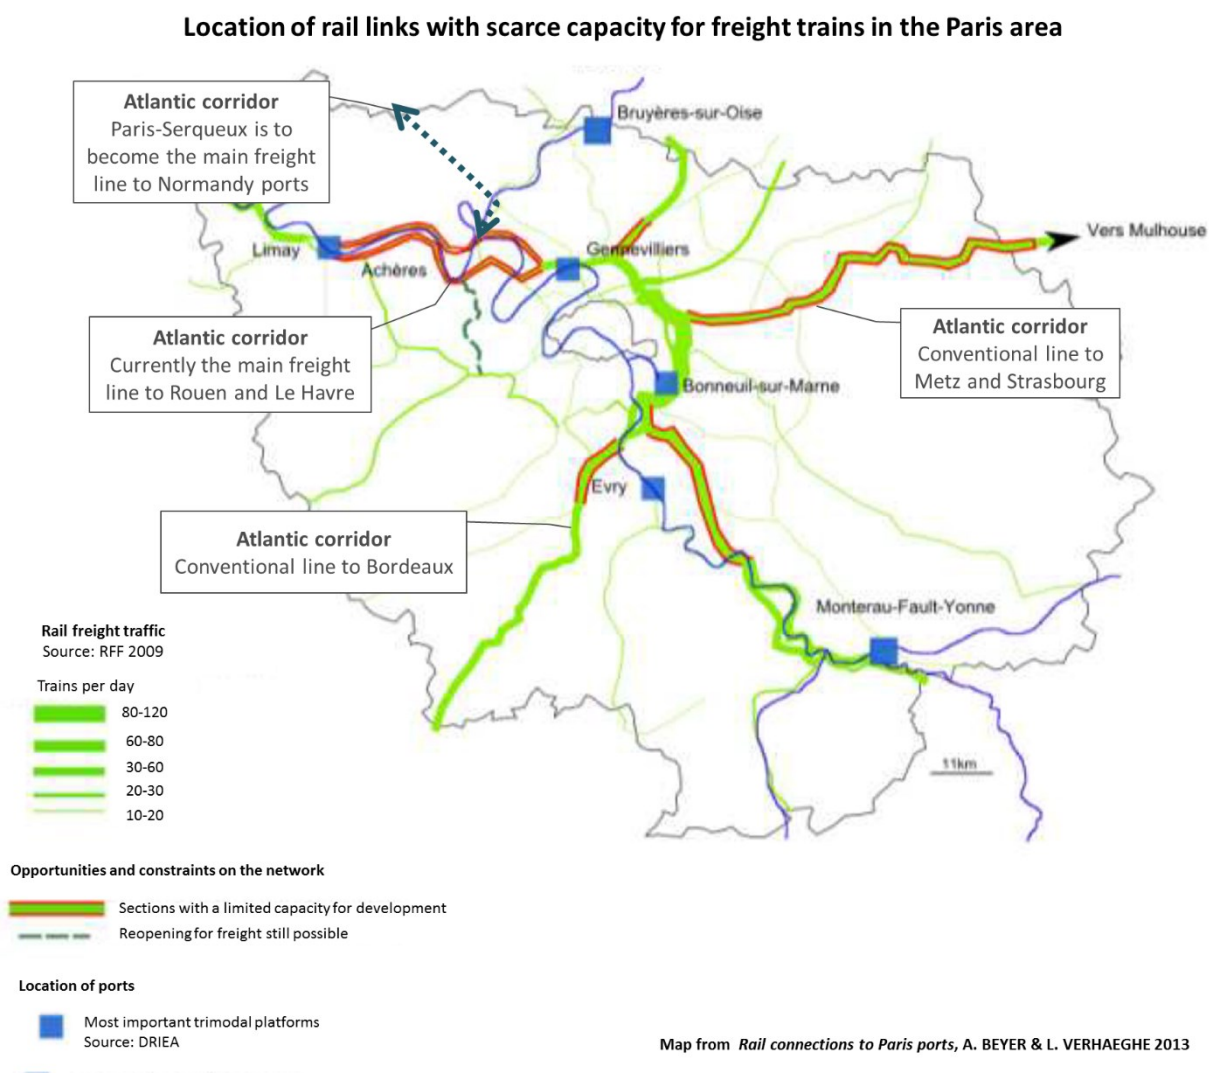 Location of rail links with scarce capacity for freight trains in the Paris area
Atlantic corridor
Paris-Serqueux is to
become the main freight
line to Normandy ports
Bruyères-sur-Oise
Limay
Achères
Gennevilliers
Vers Mulhouse
Atlantic corridor
Currently the main freight
line to Rouen and Le Havre
Atlantic corridor
Conventional line to
Metz and Strasbourg
Bonneuil-sur-Marne
Evry
Atlantic corridor
Conventional line to Bordeaux
Monterau-Fault-Yonne
11km
Rail freight traffic
Source: RFF 2009
Trains per day
80-120
60-80
30-60
20-30
10-20
Opportunities and constraints on the network
Sections with a limited capacity for development
Reopening for freight still possible
Location of ports
Most important trimodal platforms
Source: DRIEA
Map from Rail connections to Paris ports, A. BEYER & L. VERHAEGHE 2013